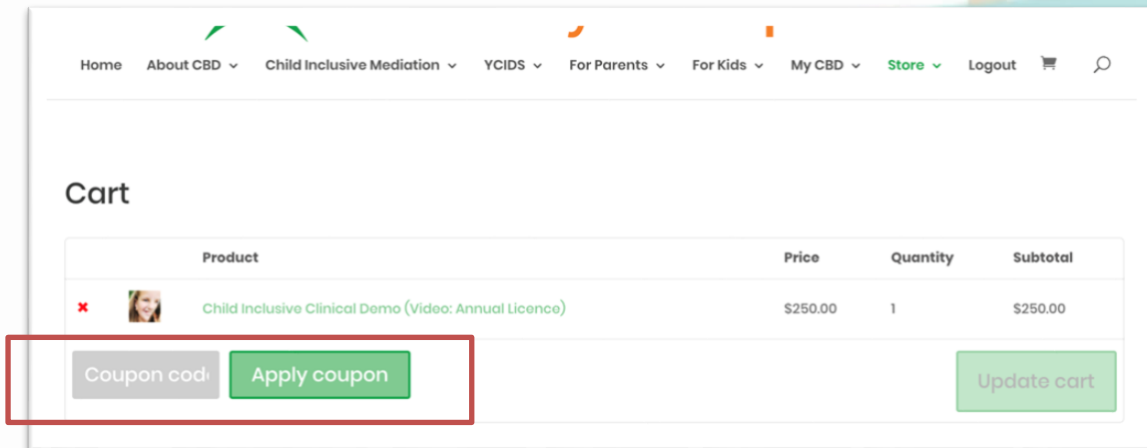 Home About CBD Child Inclusive Mediation YCIDS For Parents For Kids My CBD Store Logout
Cart
Product Price Quantity Subtotal
Child Inclusive Clinical Demo (Video: Annual Licence) $250.00 1 $250.00
Coupon cod Apply coupon Update cart